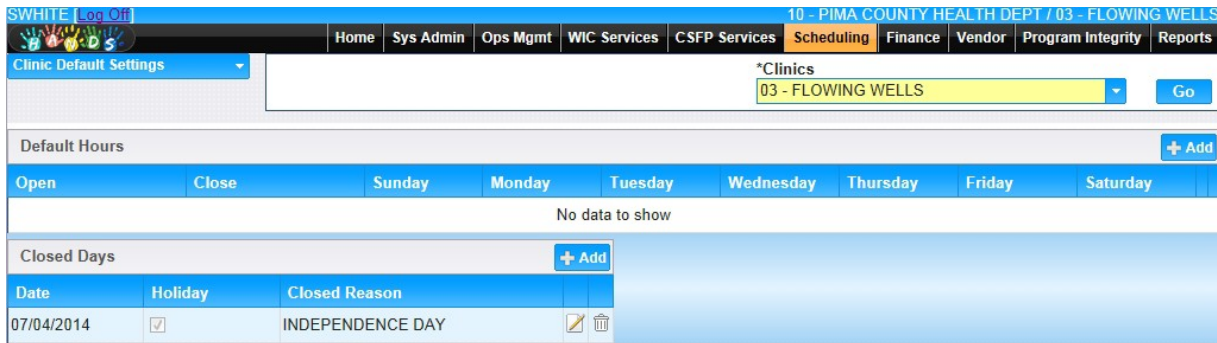 SWHITE [Log Off]
10 - PIMA COUNTY HEALTH DEPT / 03 - FLOWING WELLS
HANDS
Home Sys Admin Ops Mgmt WIC Services CSFP Services Scheduling Finance Vendor Program Integrity Reports
Clinic Default Settings
*Clinics
03 - FLOWING WELLS
Go
Default Hours
Add
Open Close Sunday Monday Tuesday Wednesday Thursday Friday Saturday
No data to show
Closed Days
Add
Date Holiday Closed Reason
07/04/2014 INDEPENDENCE DAY